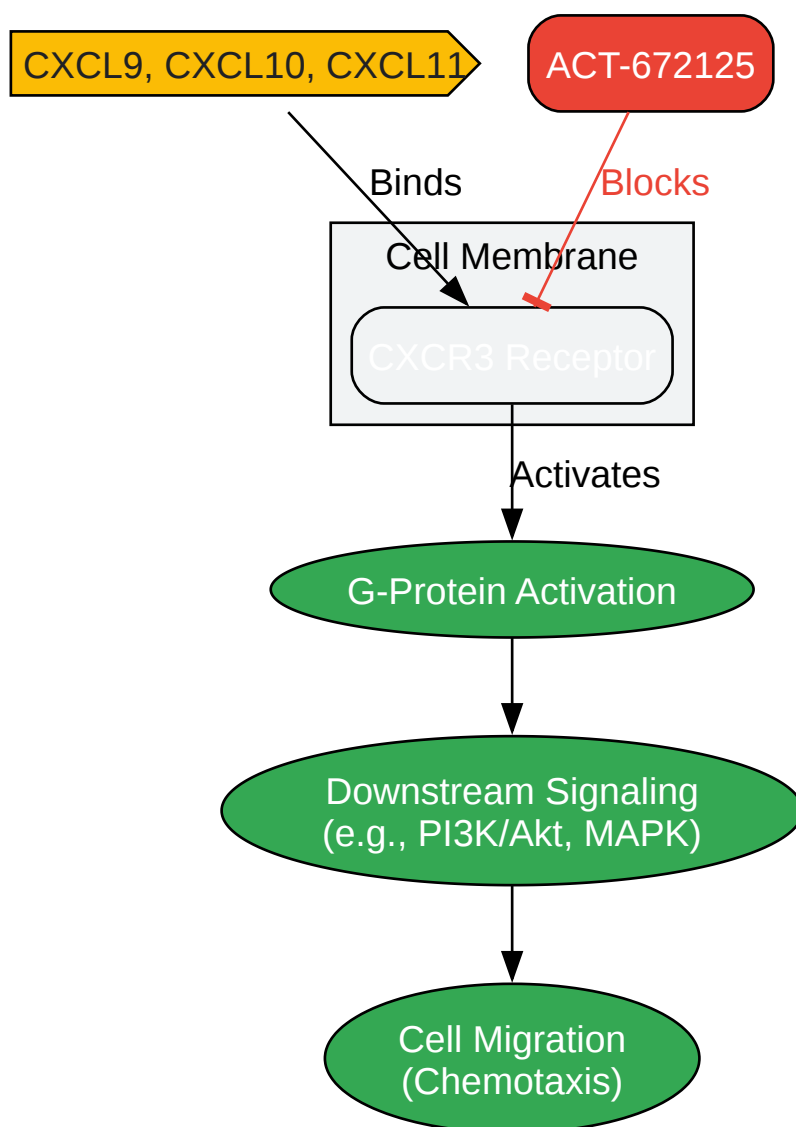 CXCL9, CXCL10, CXCL11
ACT-672125
Binds
Blocks
Cell Membrane
CXCR3 Receptor
Activates
G-Protein Activation
Downstream Signaling
(e.g., PI3K/Akt, MAPK)
Cell Migration
(Chemotaxis)